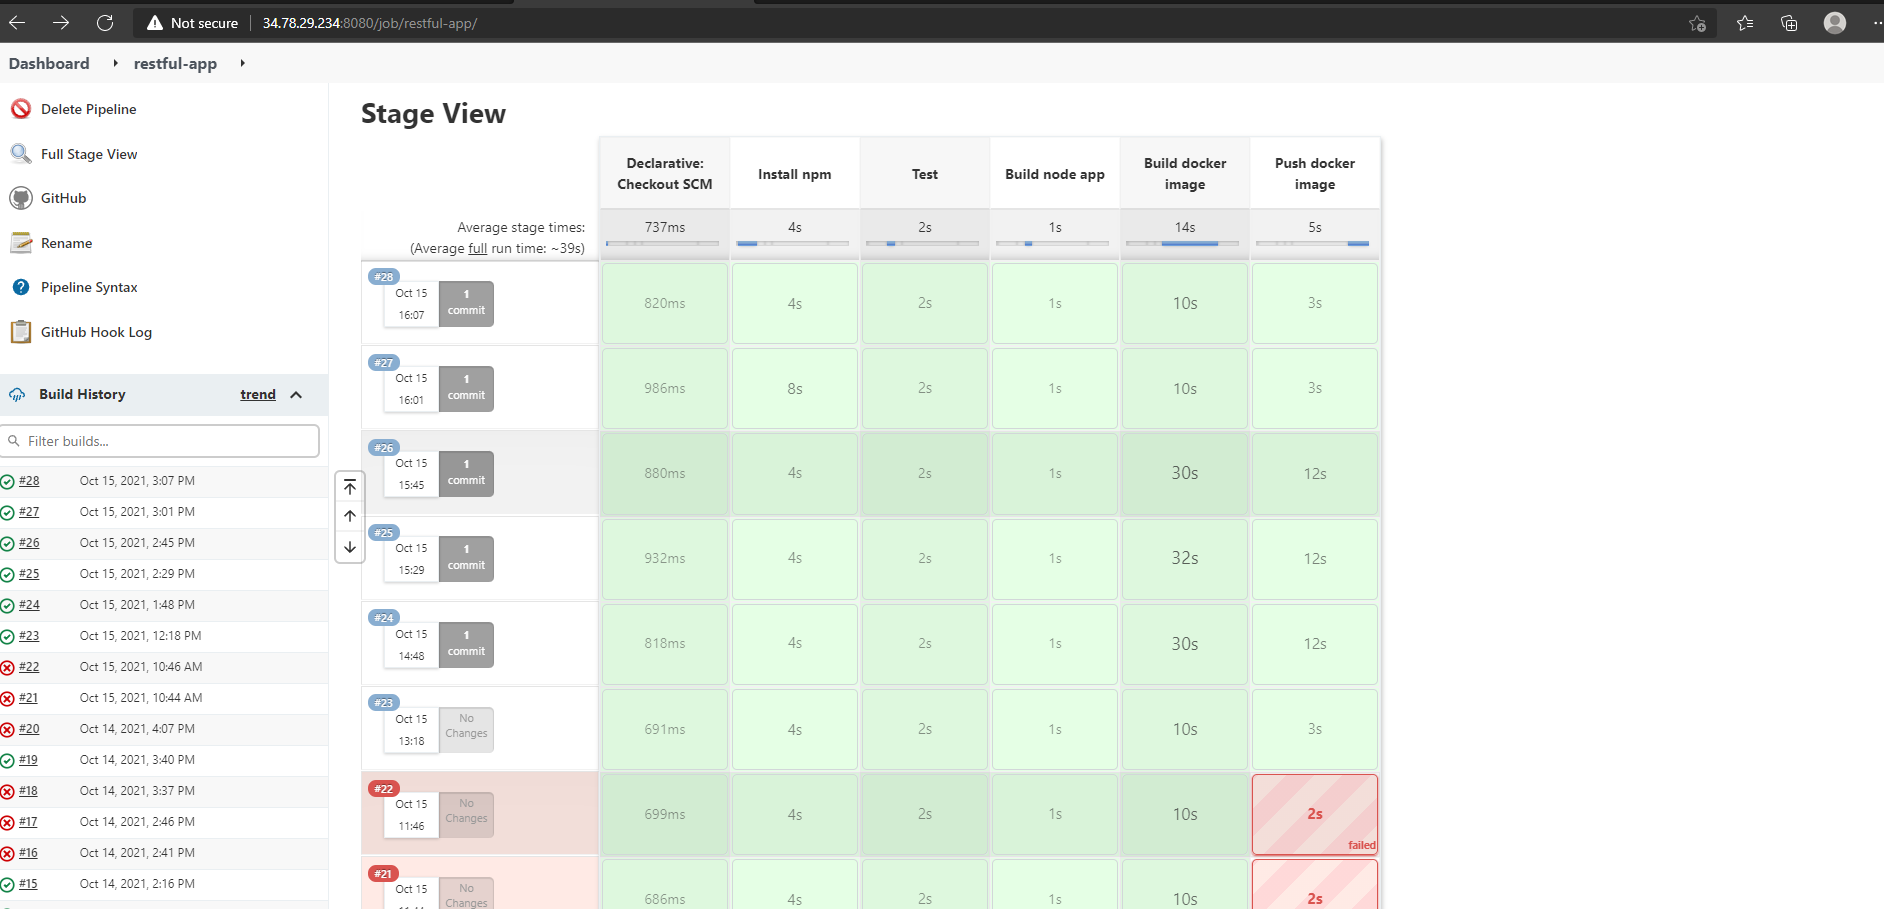 Not secure 34.78.29.234:8080/job/restful-app/
Dashboard restful-app
Delete Pipeline
Full Stage View
GitHub
Rename
Pipeline Syntax
GitHub Hook Log
Build History trend
Filter builds...
#28 Oct 15, 2021, 3:07 PM
#27 Oct 15, 2021, 3:01 PM
#26 Oct 15, 2021, 2:45 PM
#25 Oct 15, 2021, 2:29 PM
#24 Oct 15, 2021, 1:48 PM
#23 Oct 15, 2021, 12:18 PM
#22 Oct 15, 2021, 10:46 AM
#21 Oct 15, 2021, 10:44 AM
#20 Oct 14, 2021, 4:07 PM
#19 Oct 14, 2021, 3:40 PM
#18 Oct 14, 2021, 3:37 PM
#17 Oct 14, 2021, 2:46 PM
#16 Oct 14, 2021, 2:41 PM
#15 Oct 14, 2021, 2:16 PM
Stage View
Declarative:
Checkout SCM
Install npm
Test
Build node app
Build docker
image
Push docker
image
Average stage times:
(Average full run time: ~39s)
737ms 4s 2s 1s 14s 5s
#28
Oct 15
16:07
1
commit
820ms 4s 2s 1s 10s 3s
#27
Oct 15
16:01
1
commit
986ms 8s 2s 1s 10s 3s
#26
Oct 15
15:45
1
commit
880ms 4s 2s 1s 30s 12s
#25
Oct 15
15:29
1
commit
932ms 4s 2s 1s 32s 12s
#24
Oct 15
14:48
1
commit
818ms 4s 2s 1s 30s 12s
#23
Oct 15
13:18
No
Changes
691ms 4s 2s 1s 10s 3s
#22
Oct 15
11:46
No
Changes
699ms 4s 2s 1s 10s 2s
failed
#21
Oct 15
No
Changes
686ms 4s 2s 1s 10s 2s